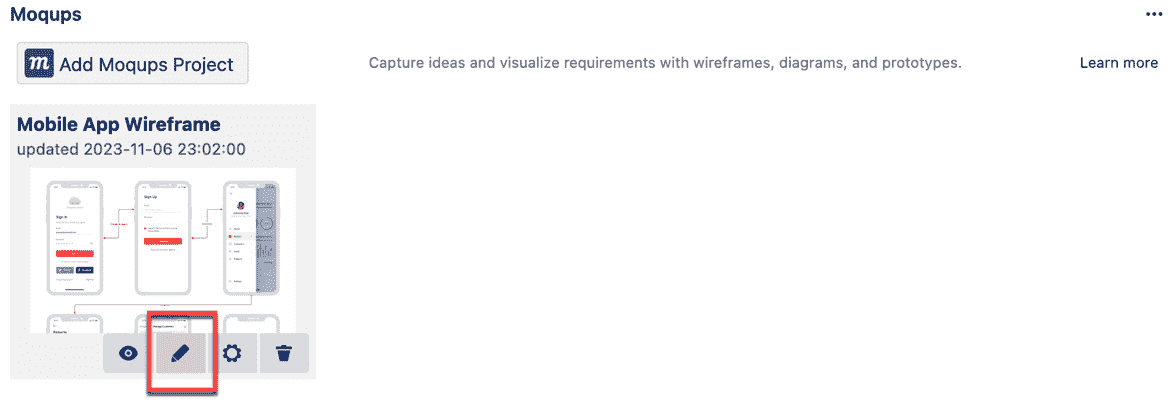 Moqups
m Add Moqups Project
Capture ideas and visualize requirements with wireframes, diagrams, and prototypes.
Learn more
Mobile App Wireframe
updated 2023-11-06 23:02:00
Sign In
Sign Up